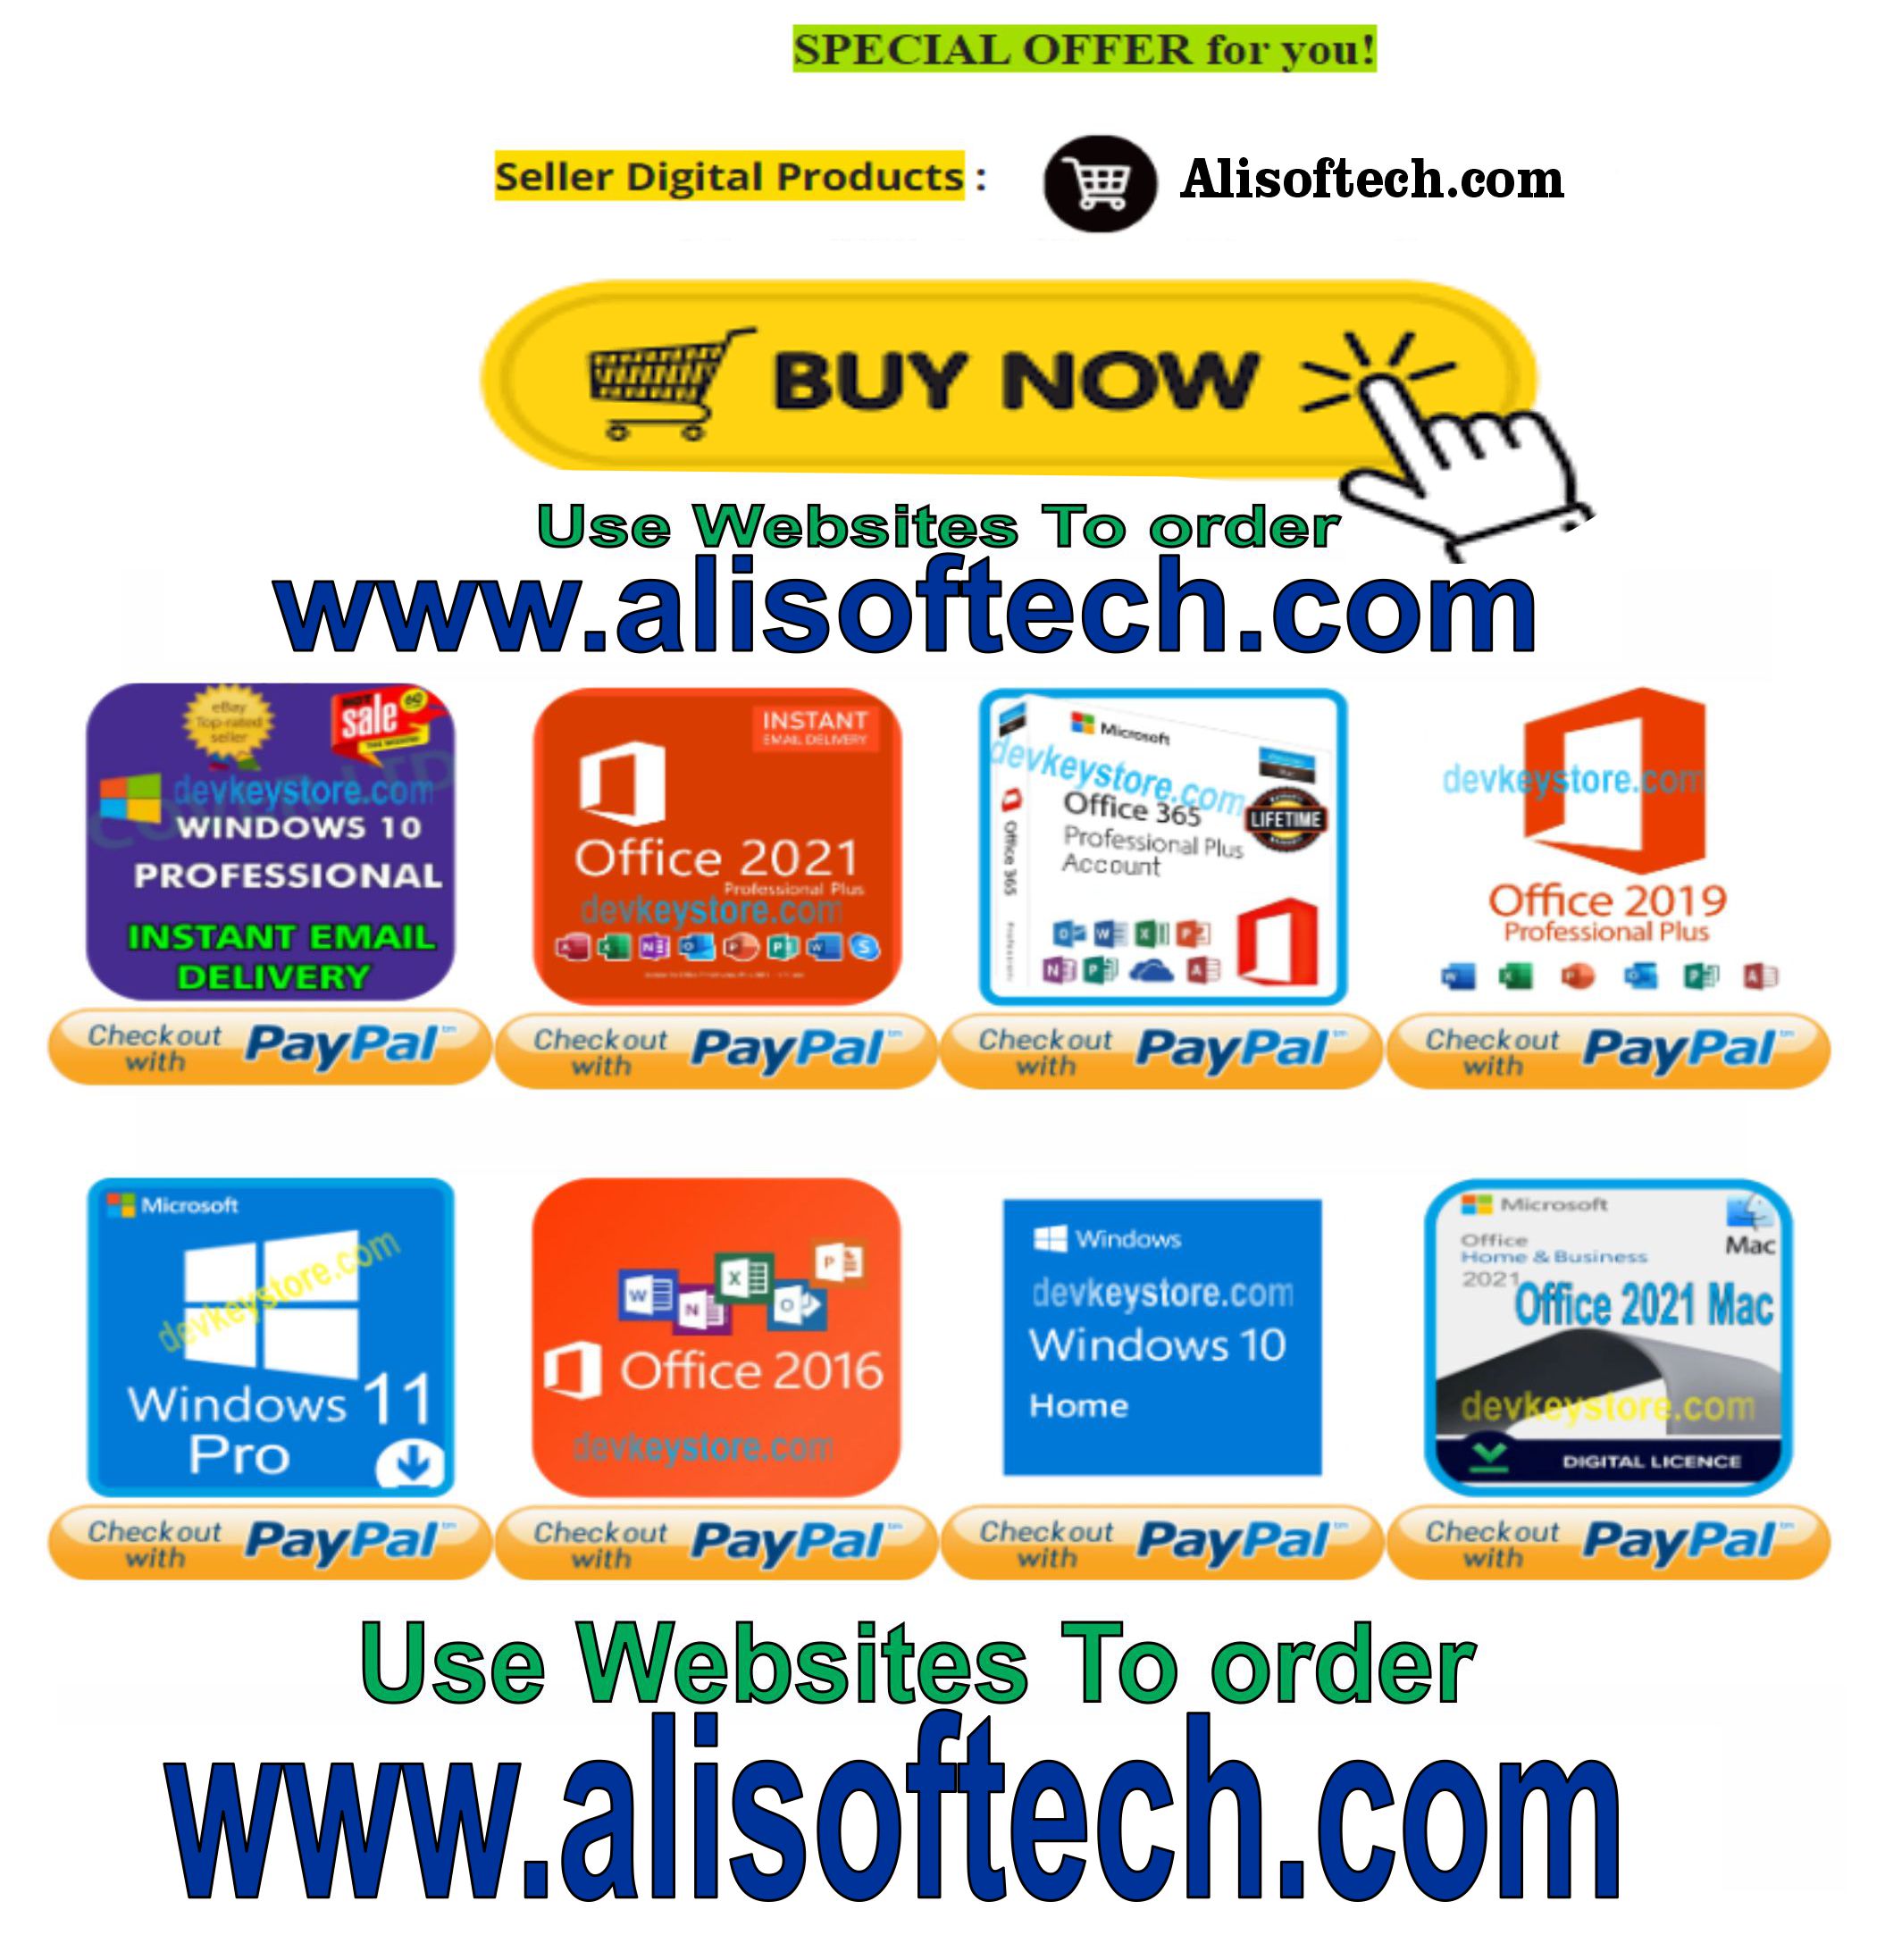 SPECIAL OFFER for you!
Seller Digital Products :
Alisoftech.com
BUY NOW
Use Websites To order
www.alisoftech.com
eBay
Top-rated
seller
HOT
sale
devkeystore.com
WINDOWS 10
PROFESSIONAL
INSTANT EMAIL
DELIVERY
INSTANT
EMAIL DELIVERY
Office 2021
Professional Plus
devkeystore.com
Microsoft
devkeystore.com
Office 365
LIFETIME
Professional Plus
Account
Office 365
devkeystore.com
Office 2019
Professional Plus
Checkout
with
PayPal
Checkout
with
PayPal
Checkout
with
PayPal
Checkout
with
PayPal
Microsoft
devkeystore.com
Windows 11
Pro
Office 2016
devkeystore.com
Windows
devkeystore.com
Windows 10
Home
Microsoft
Mac
Office
Home & Business
2021
Office 2021 Mac
devkeystore.com
DIGITAL LICENCE
Checkout
with
PayPal
Checkout
with
PayPal
Checkout
with
PayPal
Checkout
with
PayPal
Use Websites To order
www.alisoftech.com